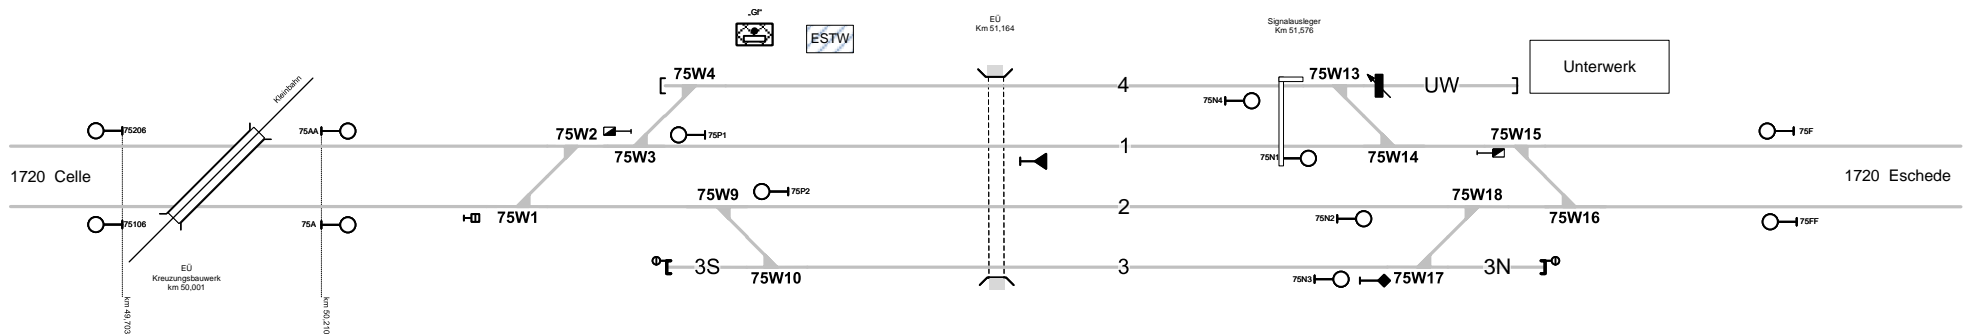 „Gf“
ESTW
EÜ
Km 51,164
Signalausleger
Km 51,576
Unterwerk
75W4
4
75W13
UW
75N4
Kleinbahn
75206
75AA
75W2
75P1
75W3
1
75N1
75W14
75W15
75F
1720 Celle
1720 Eschede
75W9
75P2
75W18
75106
75A
75W1
2
75N2
75W16
75FF
EÜ
Kreuzungsbauwerk
km 50,001
3S
75W10
3
75N3
75W17
3N
km 49,703
km 50,210